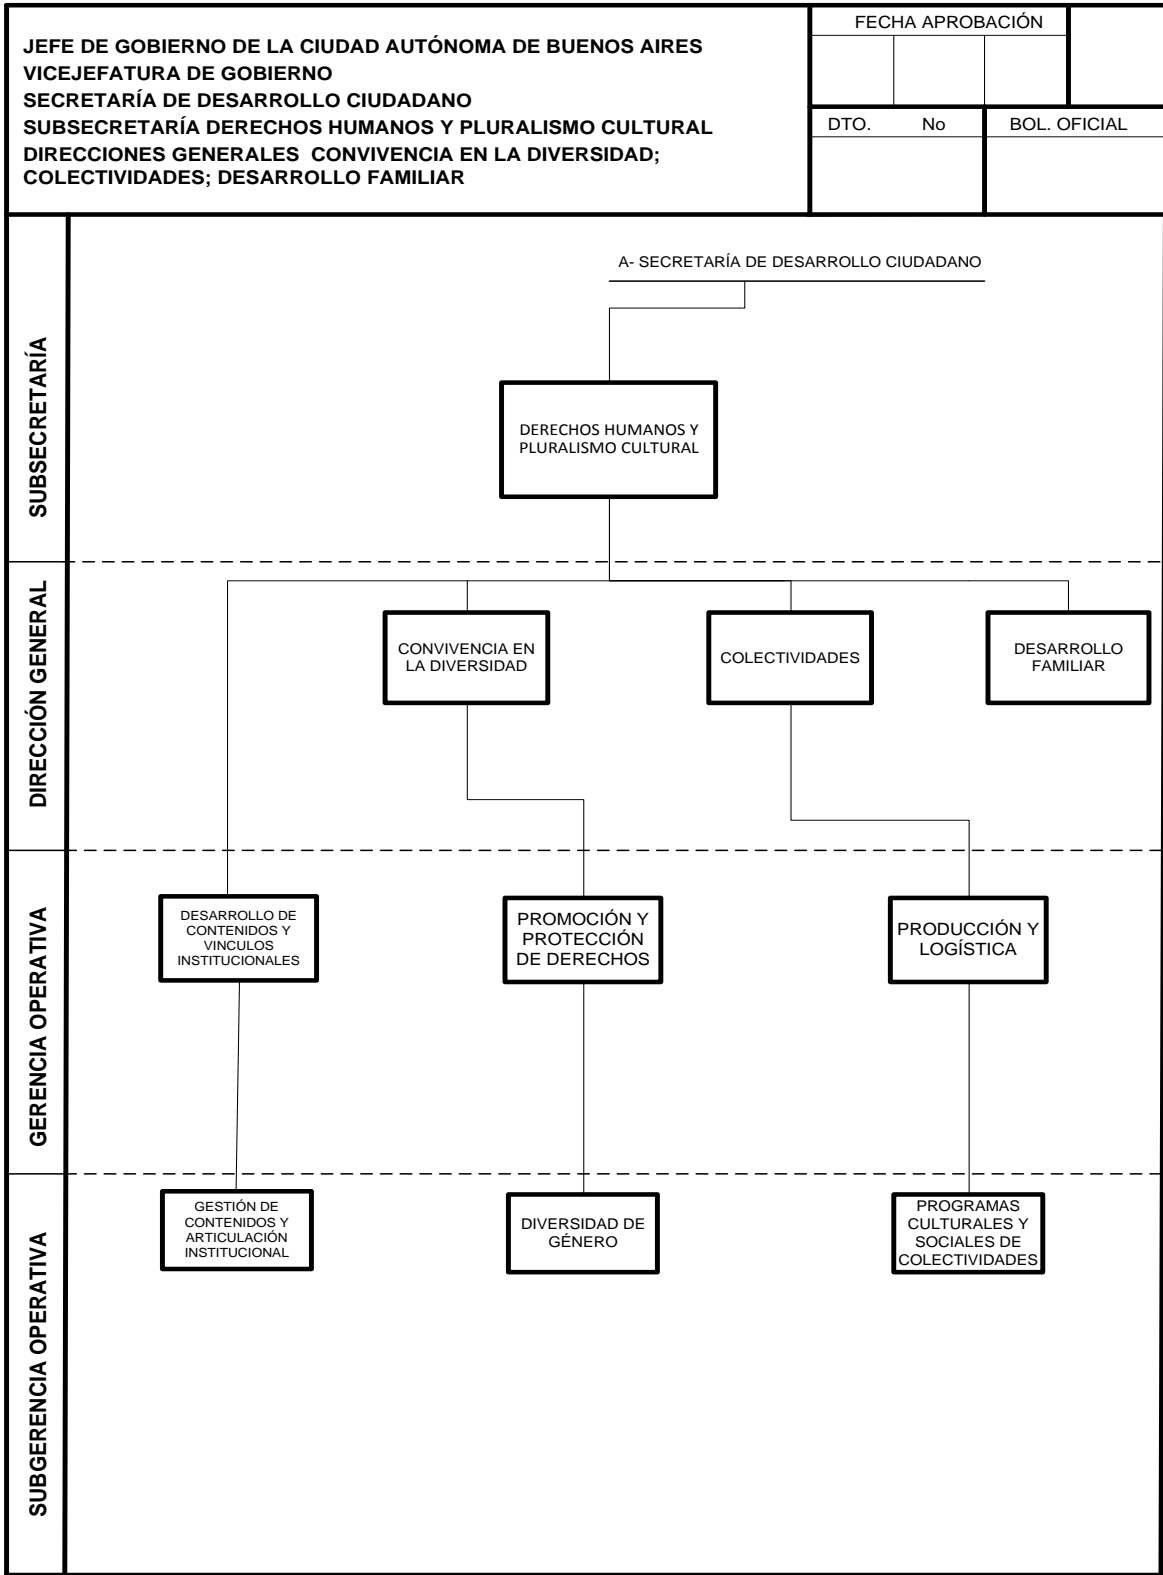 JEFE DE GOBIERNO DE LA CIUDAD AUTÓNOMA DE BUENOS AIRES
VICEJEFATURA DE GOBIERNO
SECRETARÍA DE DESARROLLO CIUDADANO
SUBSECRETARÍA DERECHOS HUMANOS Y PLURALISMO CULTURAL
DIRECCIONES GENERALES CONVIVENCIA EN LA DIVERSIDAD;
COLECTIVIDADES; DESARROLLO FAMILIAR
FECHA APROBACIÓN
DTO. No
BOL. OFICIAL
SUBSECRETARÍA
A- SECRETARÍA DE DESARROLLO CIUDADANO
DERECHOS HUMANOS Y
PLURALISMO CULTURAL
DIRECCIÓN GENERAL
CONVIVENCIA EN
LA DIVERSIDAD
COLECTIVIDADES
DESARROLLO
FAMILIAR
GERENCIA OPERATIVA
DESARROLLO DE
CONTENIDOS Y
VINCULOS
INSTITUCIONALES
PROMOCIÓN Y
PROTECCIÓN
DE DERECHOS
PRODUCCIÓN Y
LOGÍSTICA
SUBGERENCIA OPERATIVA
GESTIÓN DE
CONTENIDOS Y
ARTICULACIÓN
INSTITUCIONAL
DIVERSIDAD DE
GÉNERO
PROGRAMAS
CULTURALES Y
SOCIALES DE
COLECTIVIDADES